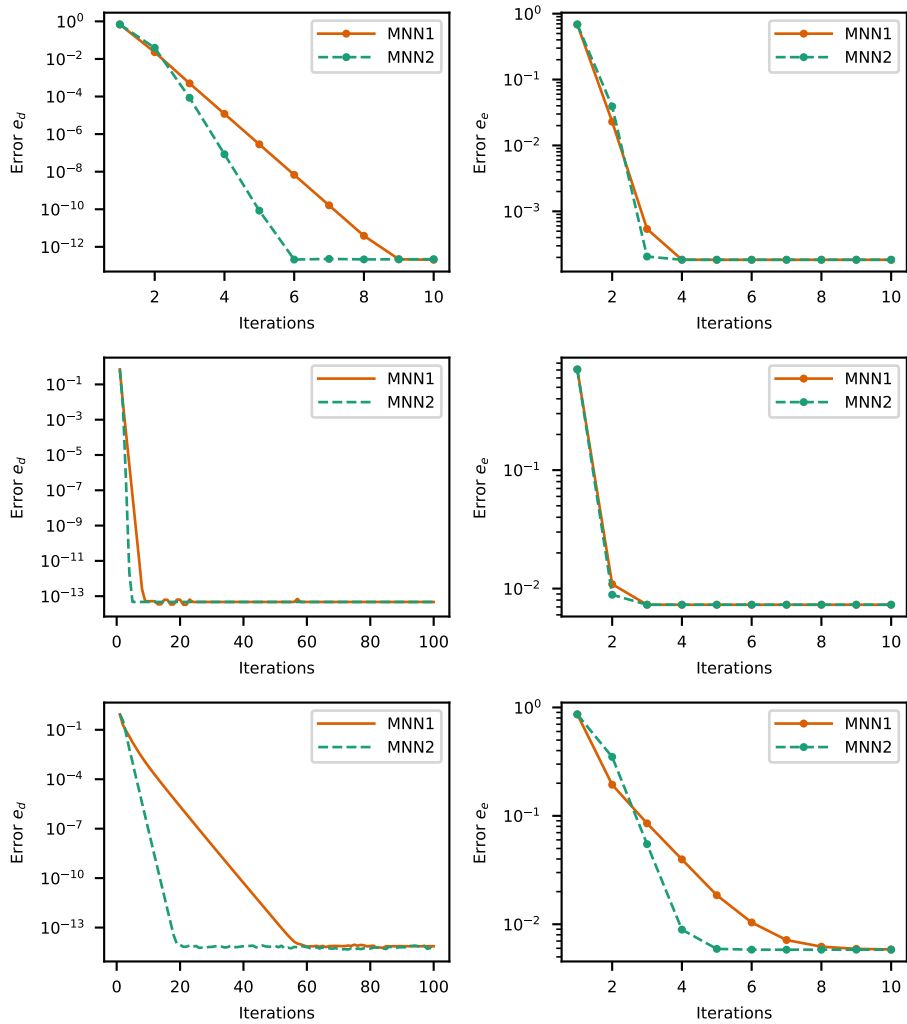 10^0
10^-2
10^-4
10^-6
10^-8
10^-10
10^-12
Error e_d
2 4 6 8 10
Iterations
MNN1
MNN2
10^-1
10^-2
10^-3
Error e_e
2 4 6 8 10
Iterations
MNN1
MNN2
10^-1
10^-3
10^-5
10^-7
10^-9
10^-11
10^-13
Error e_d
0 20 40 60 80 100
Iterations
MNN1
MNN2
10^-1
10^-2
Error e_e
2 4 6 8 10
Iterations
MNN1
MNN2
10^-1
10^-4
10^-7
10^-10
10^-13
Error e_d
0 20 40 60 80 100
Iterations
MNN1
MNN2
10^0
10^-1
10^-2
Error e_e
2 4 6 8 10
Iterations
MNN1
MNN2